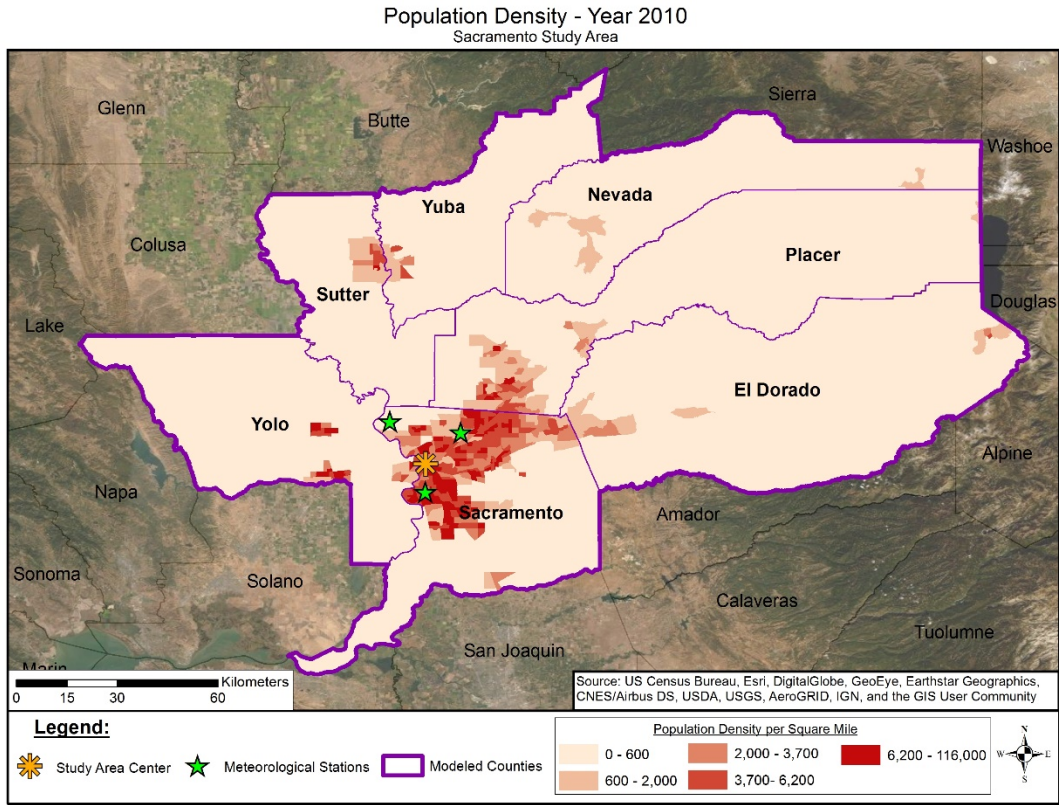 Population Density - Year 2010
Sacramento Study Area
Glenn
Butte
Sierra
Washoe
Nevada
Yuba
Colusa
Placer
Sutter
Douglas
Lake
El Dorado
Yolo
Alpine
Napa
Sacramento
Amador
Sonoma
Solano
Calaveras
Tuolumne
San Joaquin
Marin
Kilometers
0 15 30 60
Source: US Census Bureau, Esri, DigitalGlobe, GeoEye, Earthstar Geographics,
CNES/Airbus DS, USDA, USGS, AeroGRID, IGN, and the GIS User Community
Legend:
Study Area Center
Meteorological Stations
Modeled Counties
Population Density per Square Mile
0 - 600
2,000 - 3,700
6,200 - 116,000
600 - 2,000
3,700- 6,200
N
W E
S